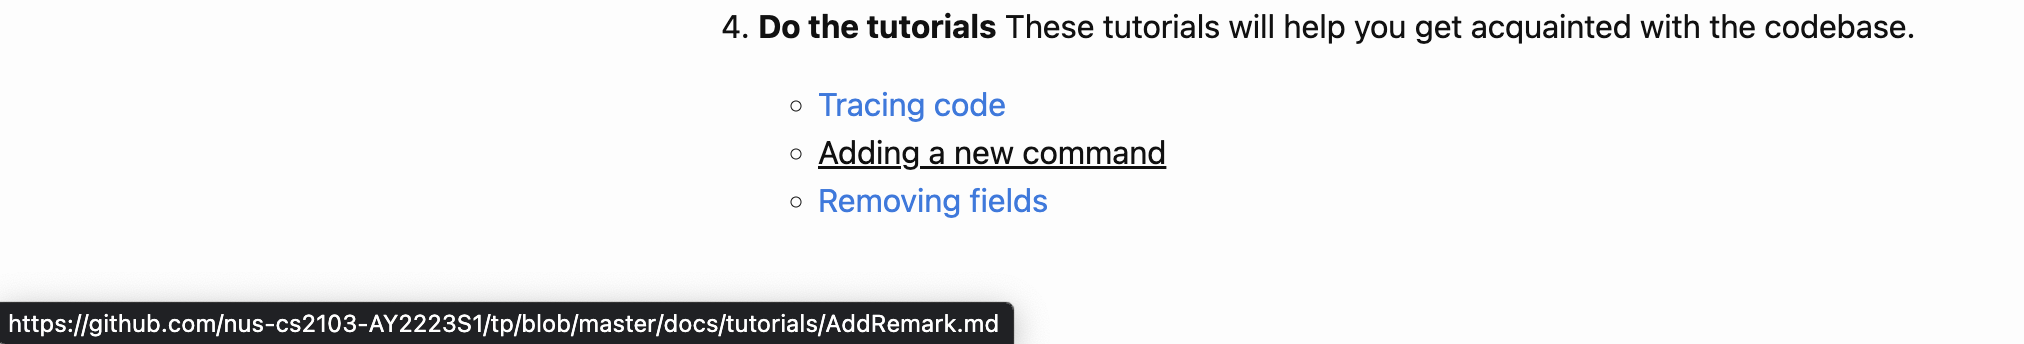 4. Do the tutorials These tutorials will help you get acquainted with the codebase.
Tracing code
Adding a new command
Removing fields
https://github.com/nus-cs2103-AY2223S1/tp/blob/master/docs/tutorials/AddRemark.md